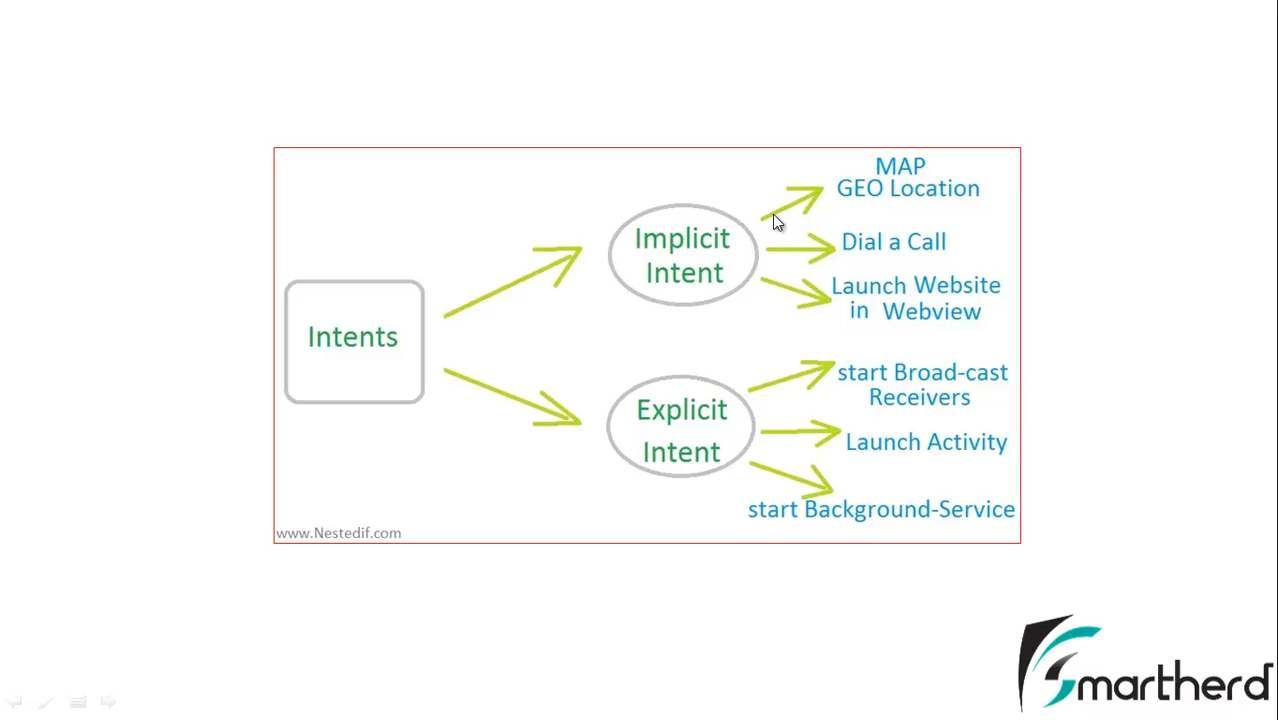 MAP
GEO Location
Implicit
Intent
Dial a Call
Launch Website
in Webview
Intents
start Broad-cast
Receivers
Explicit
Intent
Launch Activity
start Background-Service
www.Nestedif.com
Smartherd